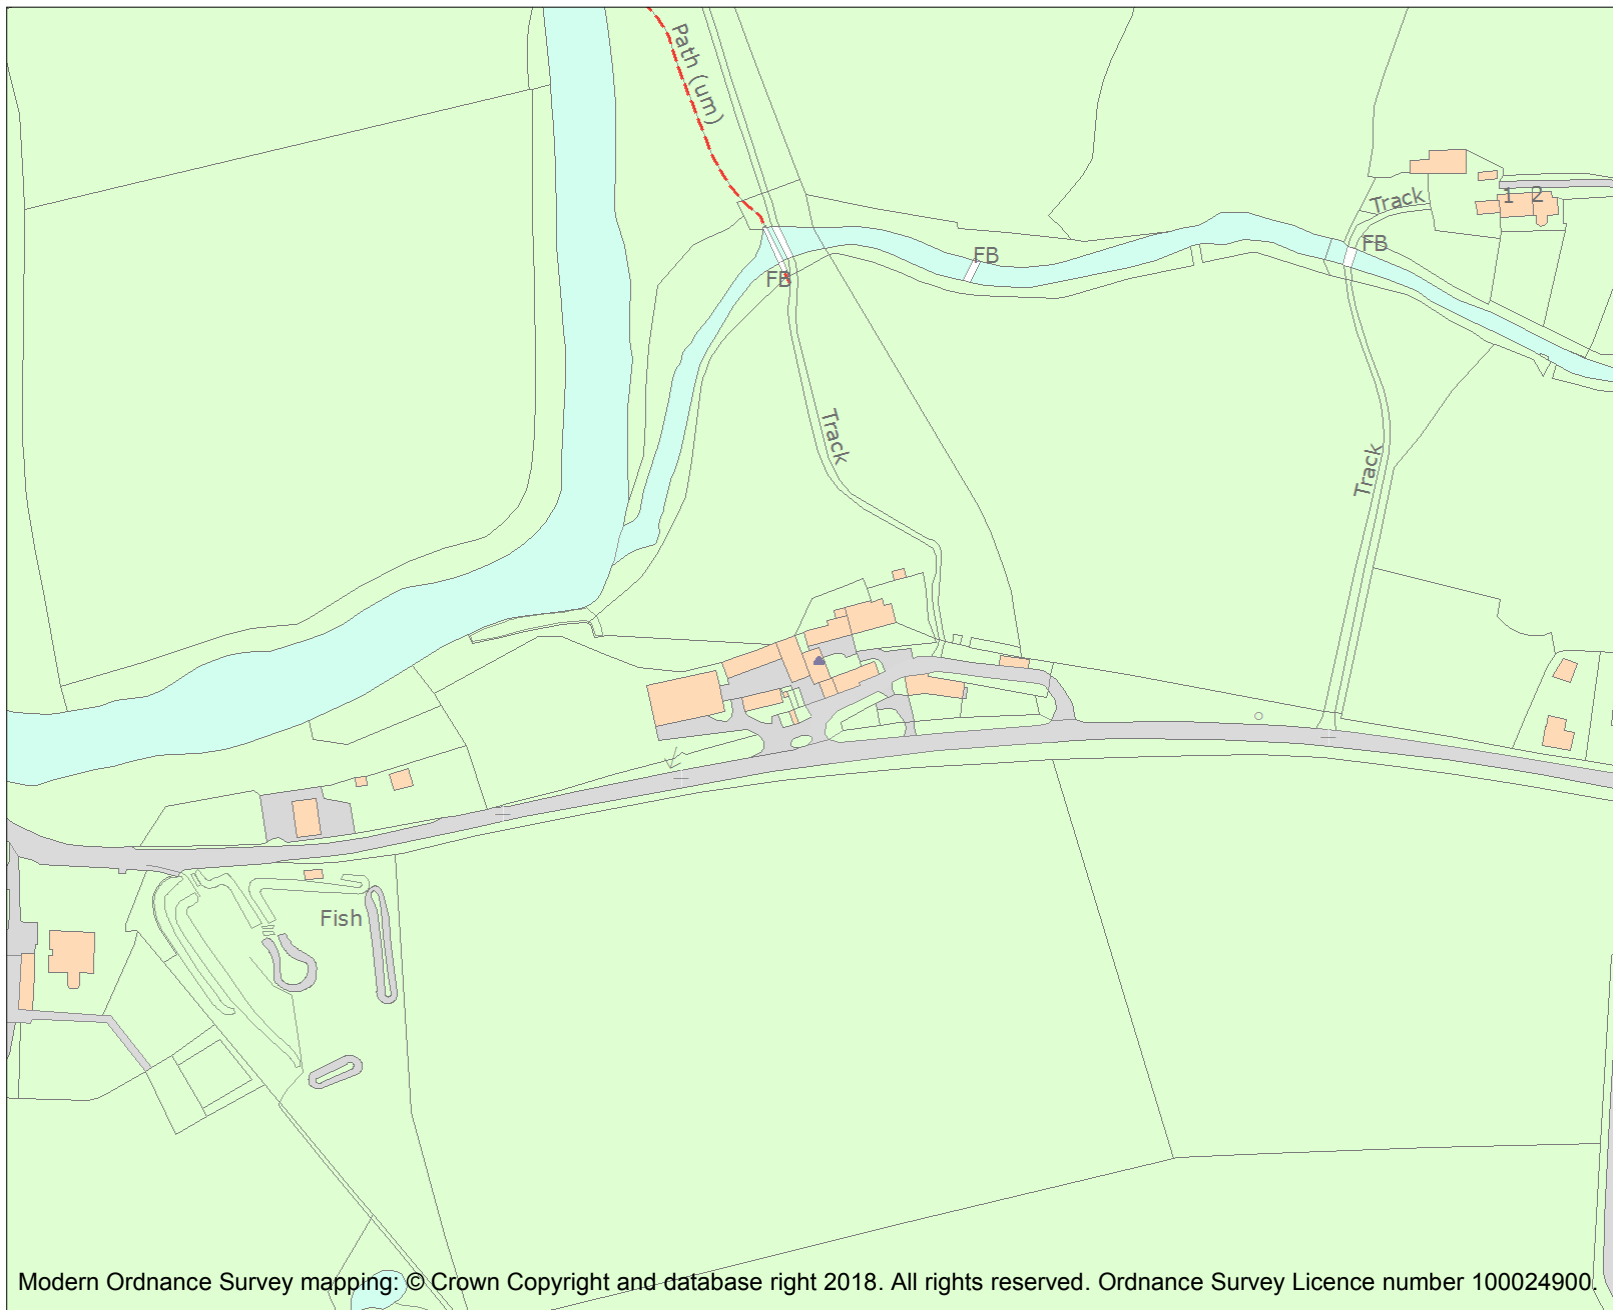 Path (um)
1 2
Track
FB
FB
FB
Track
Track
Fish
Modern Ordnance Survey mapping: © Crown Copyright and database right 2018. All rights reserved. Ordnance Survey Licence number 100024900.